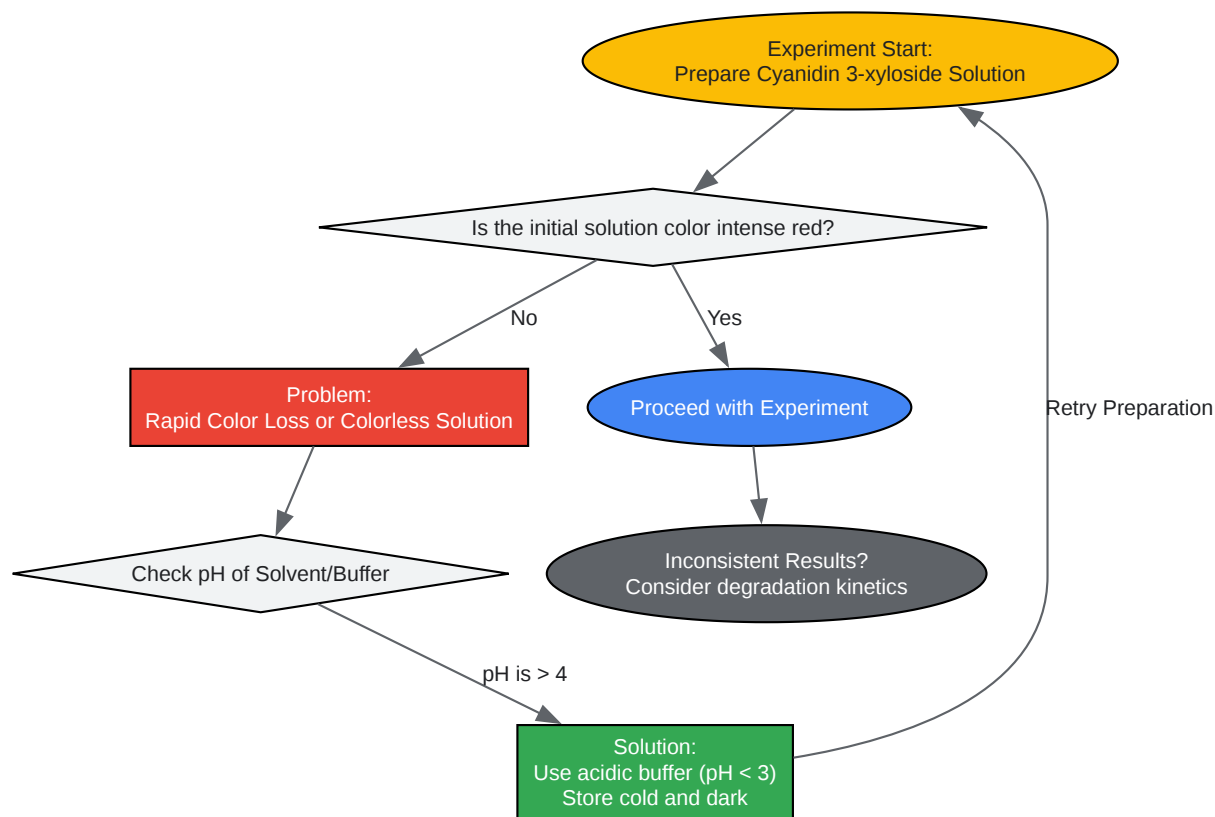 Experiment Start:
Prepare Cyanidin 3-xyloside Solution
Is the initial solution color intense red?
No
Yes
Problem:
Rapid Color Loss or Colorless Solution
Proceed with Experiment
Retry Preparation
Inconsistent Results?
Consider degradation kinetics
Check pH of Solvent/Buffer
pH is > 4
Solution:
Use acidic buffer (pH < 3)
Store cold and dark